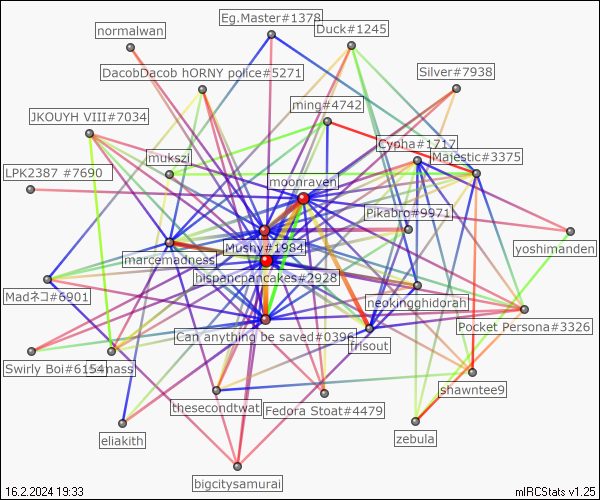 Eg.Master#1378
normalwan
Duck#1245
DacobDacob hORNY police#5271
Silver#7938
ming#4742
JKOUYH VIII#7034
Cypha#1717
mukszi
Majestic#3375
LPK2387 #7690
moonraven
Pikabro#9971
Mushy#1984
yoshimanden
marcemadness
hispancpancakes#2928
Madネコ#6901
neokingghidorah
Pocket Persona#3326
Can anything be saved#0396
frisout
Swirly Boi#6154
mass
shawntee9
thesecondtwat
Fedora Stoat#4479
eliakith
zebula
bigcitysamurai
16.2.2024 19:33
mIRCStats v1.25